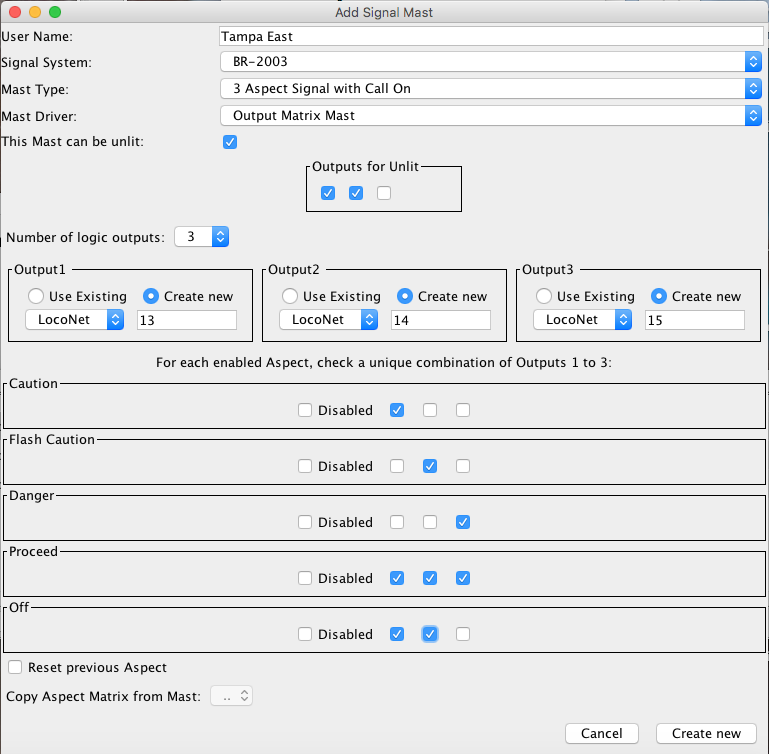 Add Signal Mast
User Name: Tampa East
Signal System: BR-2003
Mast Type: 3 Aspect Signal with Call On
Mast Driver: Output Matrix Mast
This Mast can be unlit:
Outputs for Unlit
Number of logic outputs: 3
Output1 Output2 Output3
Use Existing Create new Use Existing Create new Use Existing Create new
LocoNet 13 LocoNet 14 LocoNet 15
For each enabled Aspect, check a unique combination of Outputs 1 to 3:
Caution
Disabled
Flash Caution
Disabled
Danger
Disabled
Proceed
Disabled
Off
Disabled
Reset previous Aspect
Copy Aspect Matrix from Mast: ..
Cancel Create new